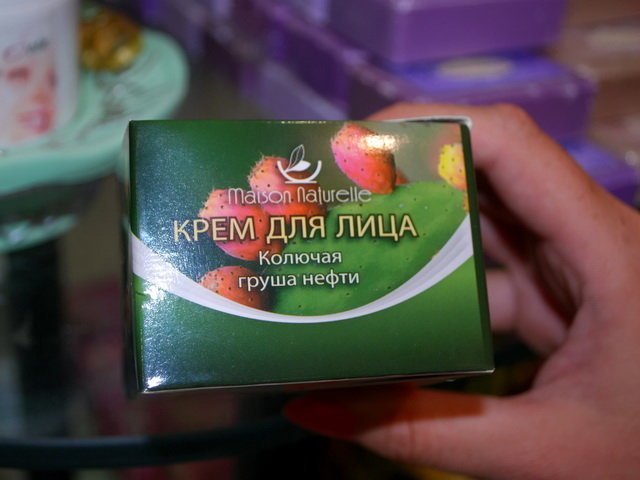 Maison Naturelle
КРЕМ ДЛЯ ЛИЦА
Колючая
груша нефти